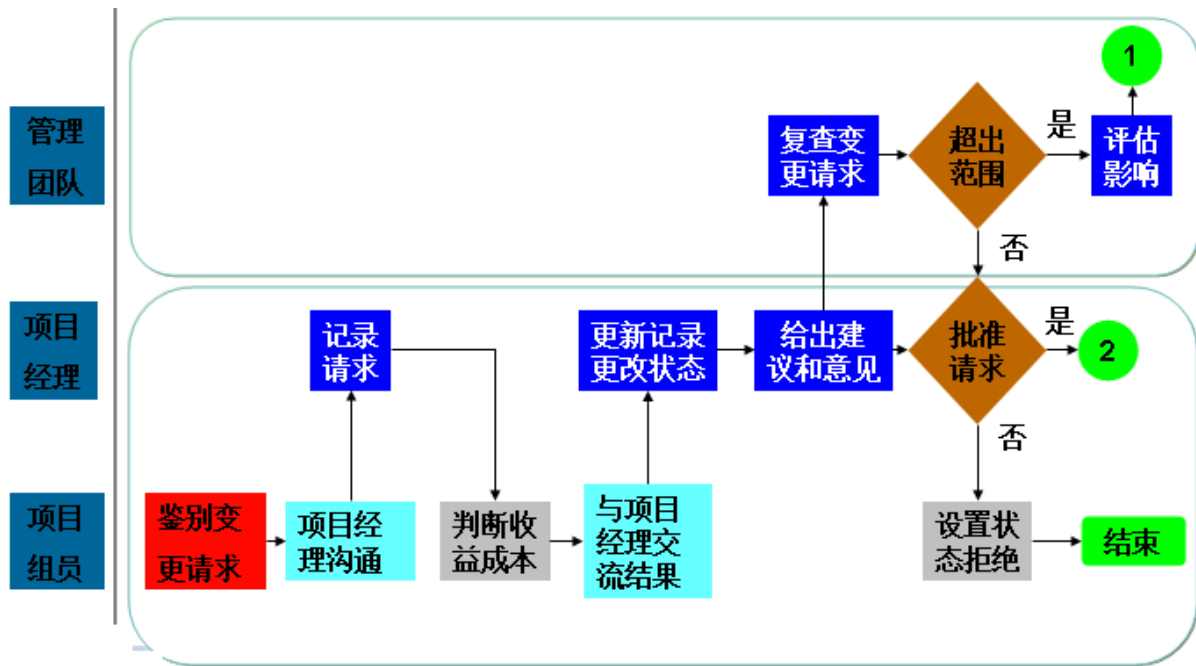 1
管理
团队
复查变
更请求
超出
范围
是
评估
影响
否
项目
经理
记录
请求
更新记录
更改状态
给出建
议和意见
批准
请求
是
2
否
项目
组员
鉴别变
更请求
项目经
理沟通
判断收
益成本
与项目
经理交
流结果
设置状
态拒绝
结束